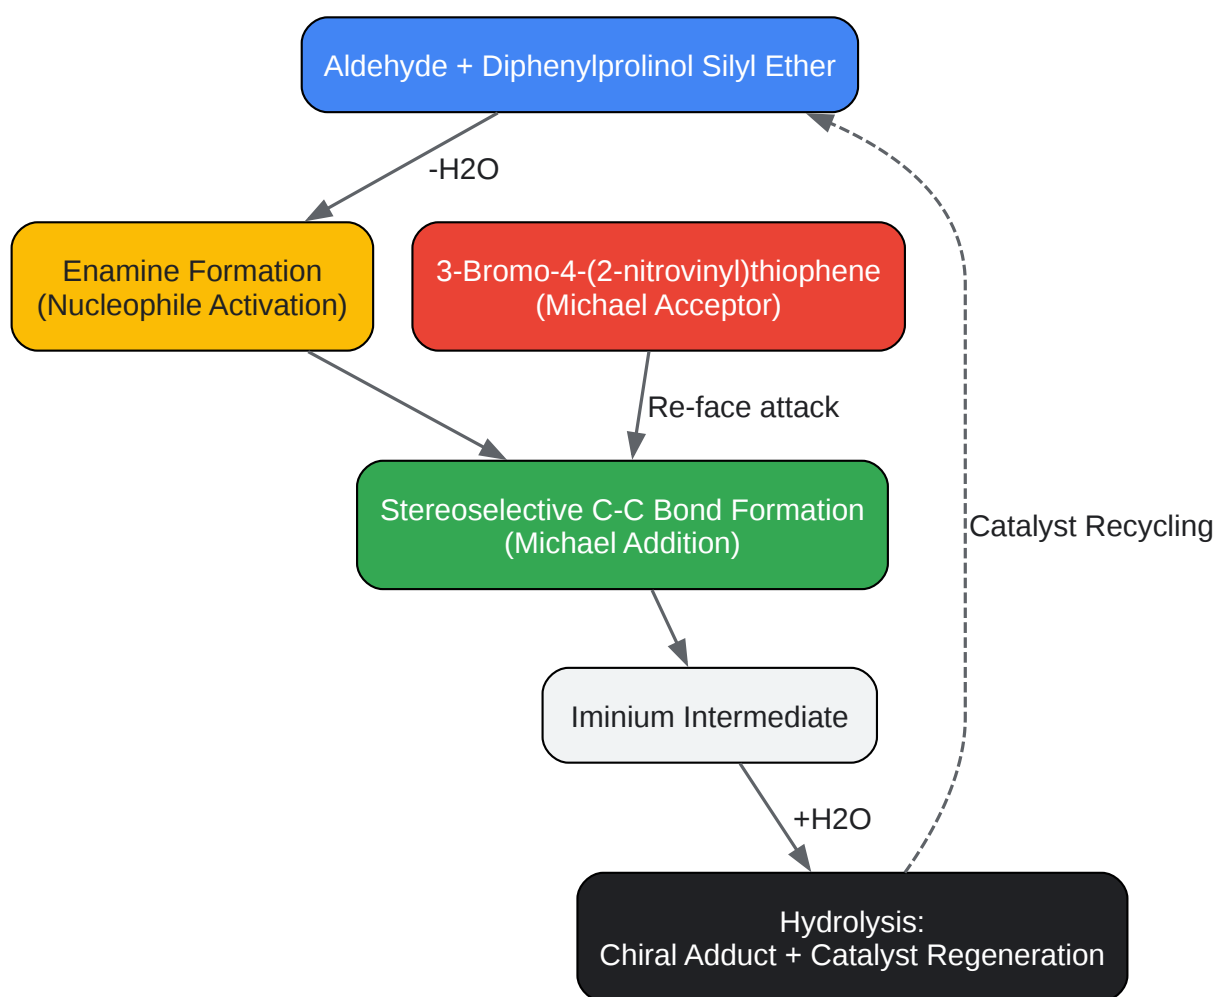 Aldehyde + Diphenylprolinol Silyl Ether
-H2O
Enamine Formation
(Nucleophile Activation)
3-Bromo-4-(2-nitrovinyl)thiophene
(Michael Acceptor)
Re-face attack
Stereoselective C-C Bond Formation
(Michael Addition)
Catalyst Recycling
Iminium Intermediate
+H2O
Hydrolysis:
Chiral Adduct + Catalyst Regeneration